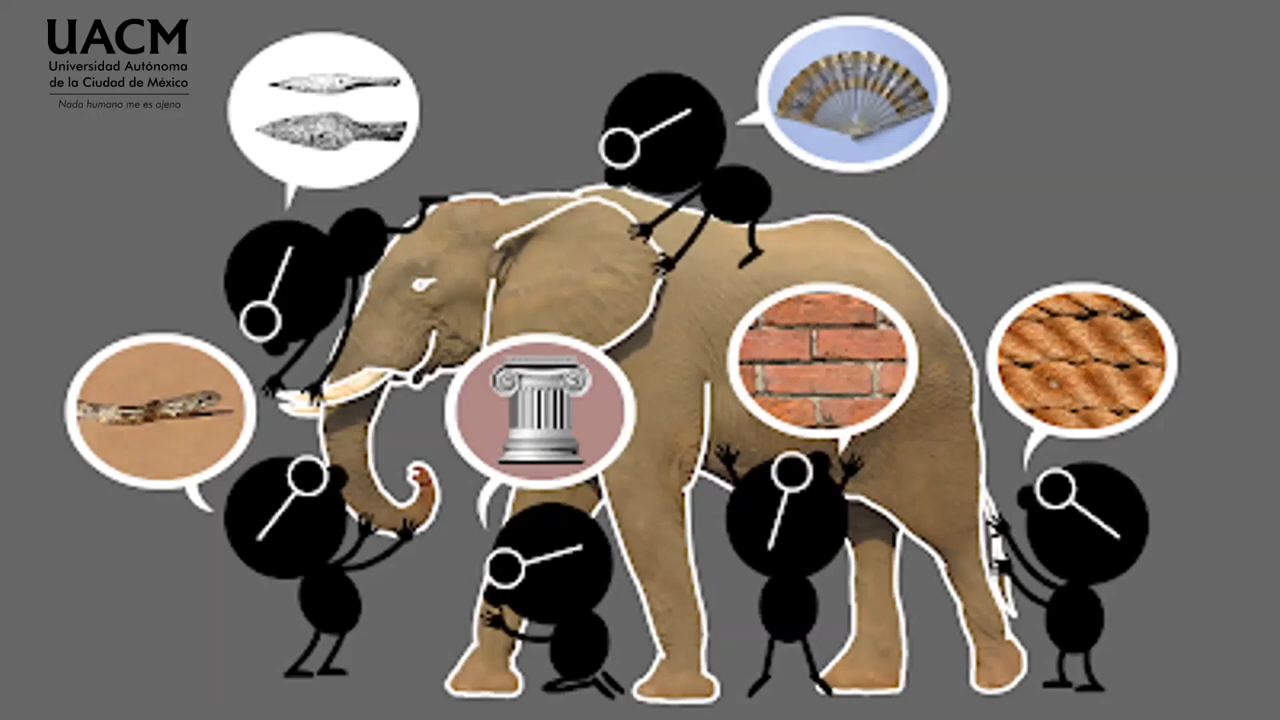 UACM
Universidad Autónoma
de la Ciudad de México
Nada humano me es ajeno